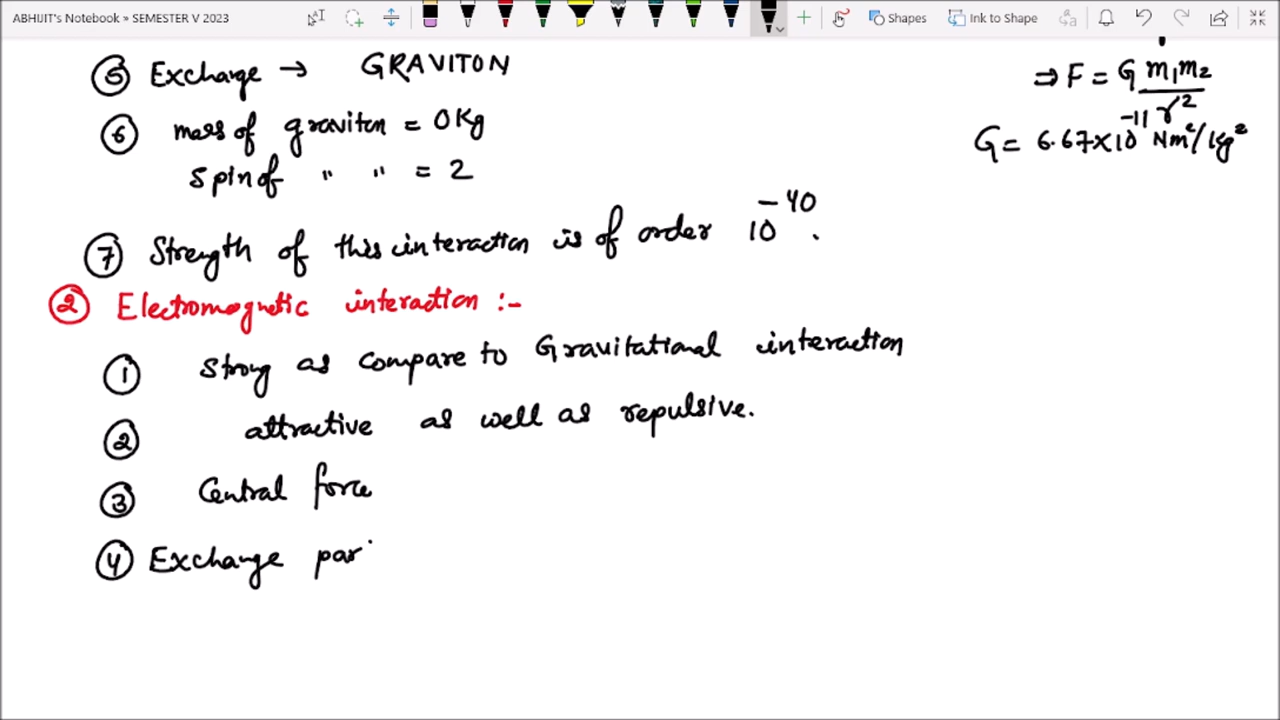 ABHIJIT's Notebook » SEMESTER V 2023
Shapes
Ink to Shape
⑤ Exchange → GRAVITON
⑥ mass of graviton = 0 Kg
Spin of " " = 2
⑦ Strength of this interaction is of order 10⁻⁴⁰.
② Electromagnetic interaction :-
① Strong as compare to Gravitational interaction
② attractive as well as repulsive.
③ Central force
④ Exchange par
⇒ F = G m₁m₂/r²
G = 6.67×10⁻¹¹ Nm²/Kg²